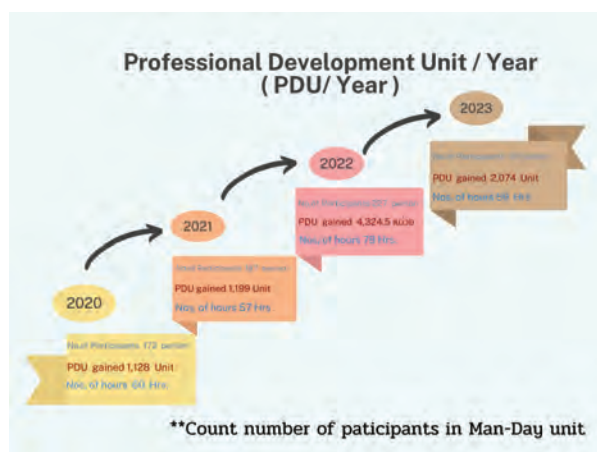 Professional Development Unit / Year
( PDU/ Year )
2023
PDU gained 2,074 Unit
Nos. of hours 68 Hrs.
2022
PDU gained 4,324.5 หน่วย
Nos. of hours 79 Hrs.
2021
PDU gained 1,199 Unit
Nos. of hours 57 Hrs.
2020
No.of Participants 172 person
PDU gained 1,128 Unit
Nos. of hours 60 Hrs.
**Count number of paticipants in Man-Day unit